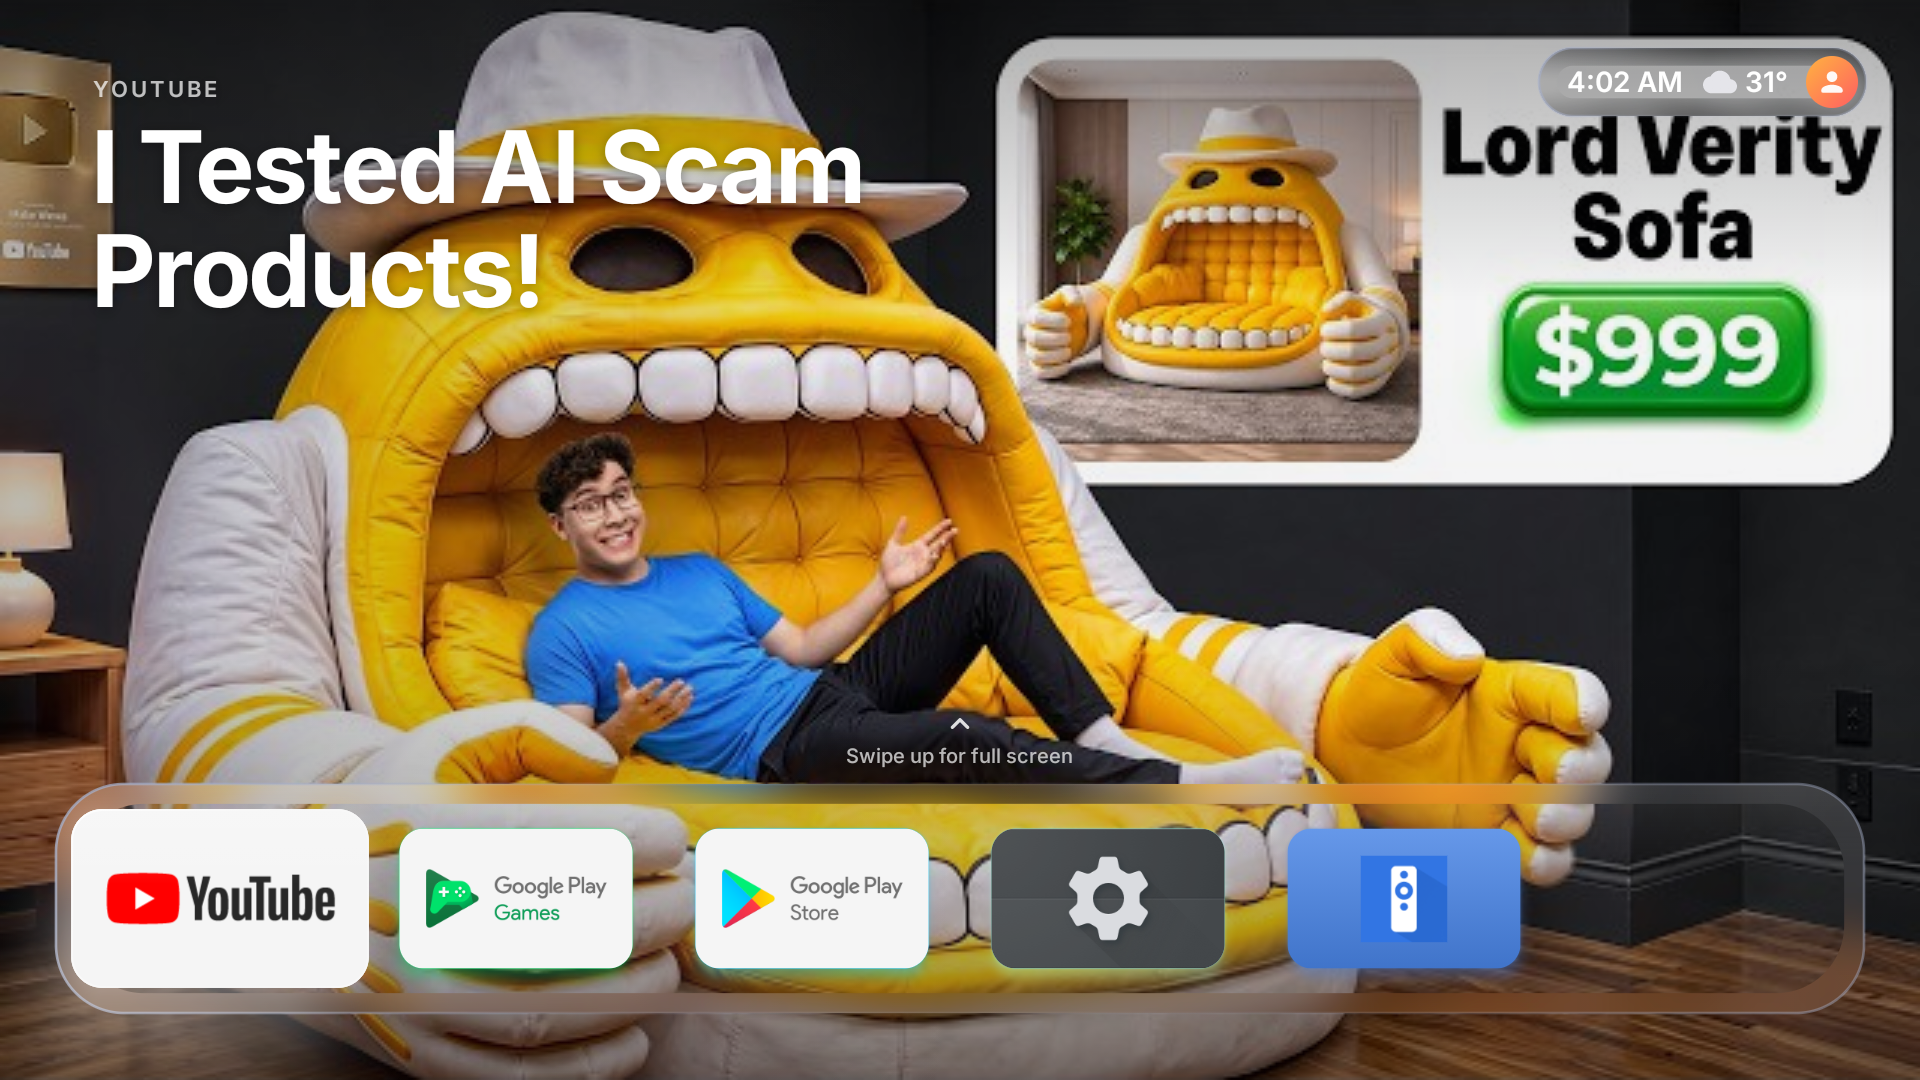 YOUTUBE
I Tested AI Scam
Products!
4:02 AM 31°
Lord Verity
Sofa
$999
YouTube
Swipe up for full screen
YouTube
Google Play
Games
Google Play
Store